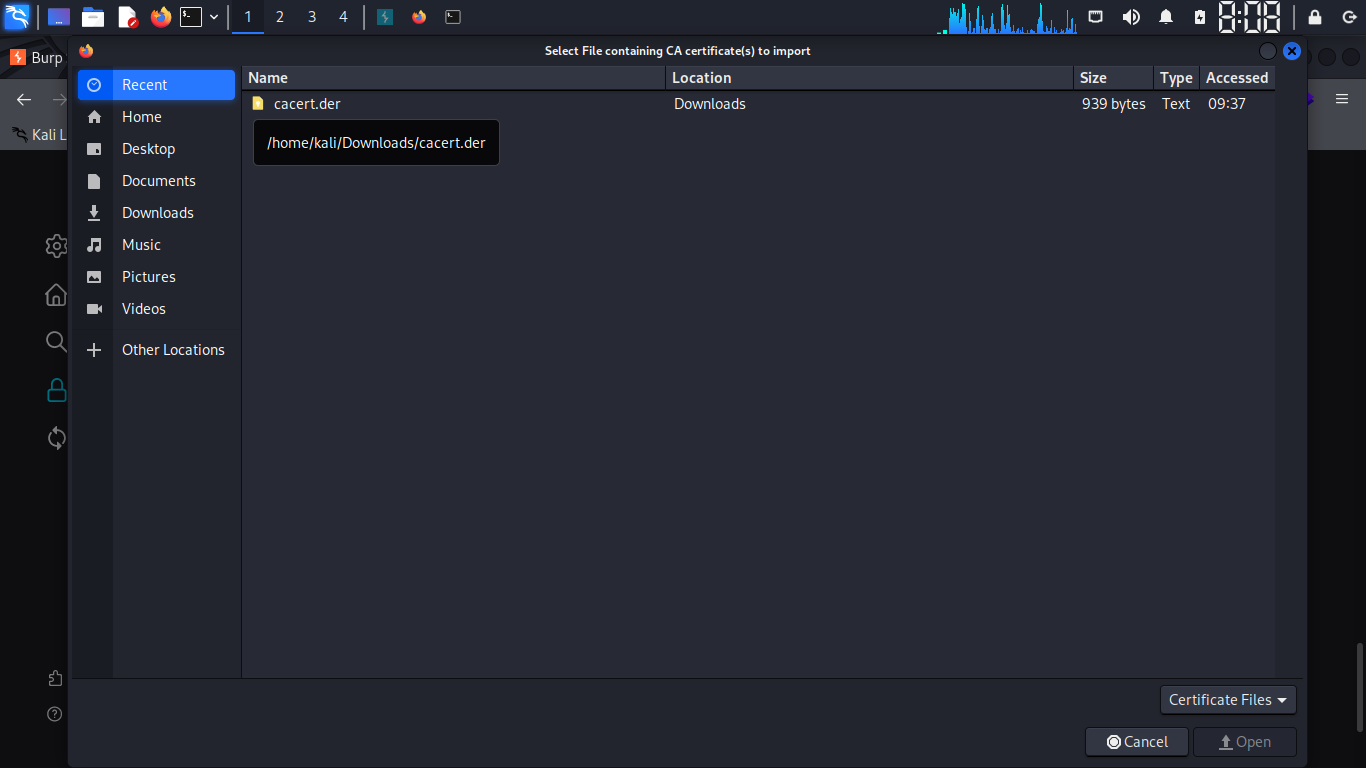 1 2 3 4 8:08
Select File containing CA certificate(s) to import
Burp
Kali L
Recent
Home
Desktop
Documents
Downloads
Music
Pictures
Videos
Other Locations
Name Location Size Type Accessed
cacert.der Downloads 939 bytes Text 09:37
/home/kali/Downloads/cacert.der
Certificate Files
Cancel Open